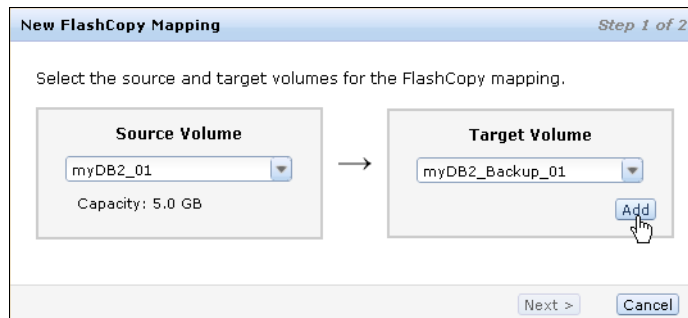 New FlashCopy Mapping
Step 1 of 2
Select the source and target volumes for the FlashCopy mapping.
Source Volume
myDB2_01
Capacity: 5.0 GB
Target Volume
myDB2_Backup_01
Add
Next >
Cancel